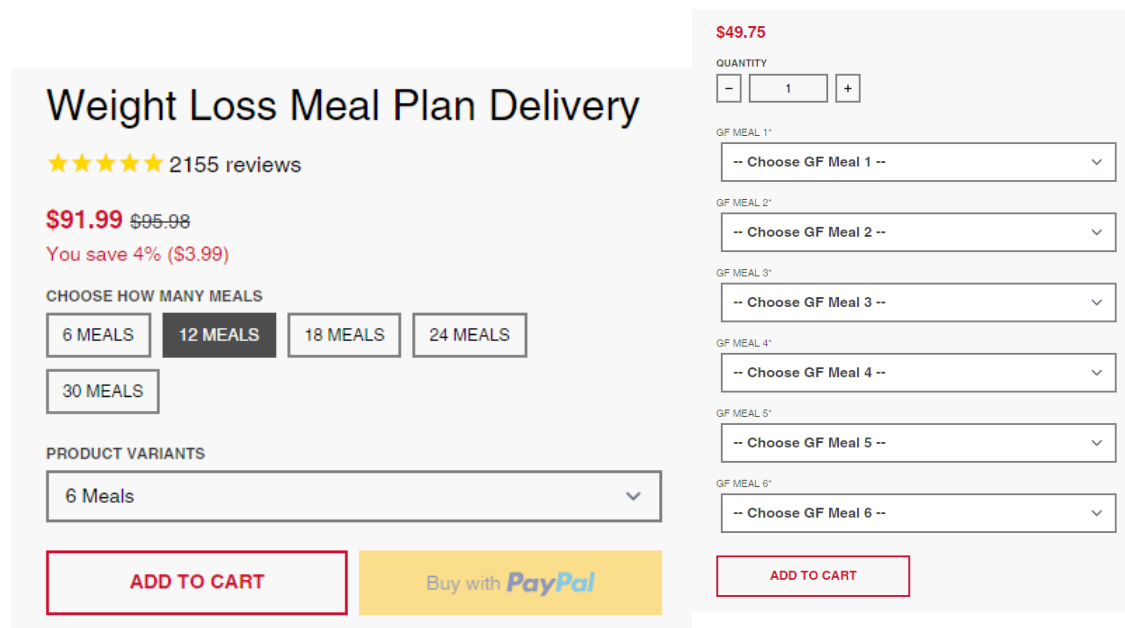 Weight Loss Meal Plan Delivery
2155 reviews
$91.99 $95.98
You save 4% ($3.99)
CHOOSE HOW MANY MEALS
6 MEALS 12 MEALS 18 MEALS 24 MEALS
30 MEALS
PRODUCT VARIANTS
6 Meals
ADD TO CART Buy with PayPal
$49.75
QUANTITY
− 1 +
GF MEAL 1*
-- Choose GF Meal 1 --
GF MEAL 2*
-- Choose GF Meal 2 --
GF MEAL 3*
-- Choose GF Meal 3 --
GF MEAL 4*
-- Choose GF Meal 4 --
GF MEAL 5*
-- Choose GF Meal 5 --
GF MEAL 6*
-- Choose GF Meal 6 --
ADD TO CART